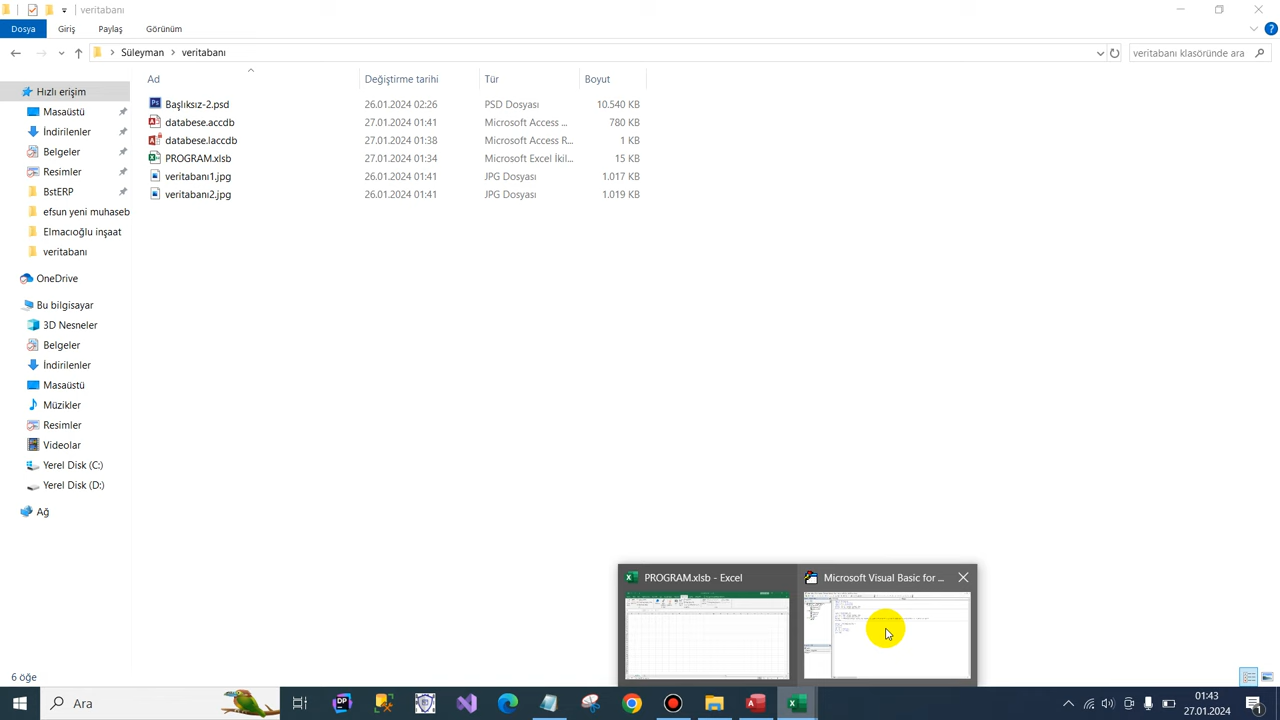 veritabanı
Dosya Giriş Paylaş Görünüm
Süleyman veritabanı
veritabanı klasöründe ara
Ad Değiştirme tarihi Tür Boyut
Başlıksız-2.psd 26.01.2024 02:26 PSD Dosyası 10.540 KB
databese.accdb 27.01.2024 01:41 Microsoft Access ... 780 KB
databese.laccdb 27.01.2024 01:38 Microsoft Access R... 1 KB
PROGRAM.xlsb 27.01.2024 01:34 Microsoft Excel İkil... 15 KB
veritabanı1.jpg 26.01.2024 01:41 JPG Dosyası 1.017 KB
veritabanı2.jpg 26.01.2024 01:41 JPG Dosyası 1.019 KB
Hızlı erişim
Masaüstü
İndirilenler
Belgeler
Resimler
BstERP
efsun yeni muhaseb
Elmacıoğlu inşaat
veritabanı
OneDrive
Bu bilgisayar
3D Nesneler
Belgeler
İndirilenler
Masaüstü
Müzikler
Resimler
Videolar
Yerel Disk (C:)
Yerel Disk (D:)
Ağ
PROGRAM.xlsb - Excel
Microsoft Visual Basic for ...
6 öğe
Ara
01:43
27.01.2024